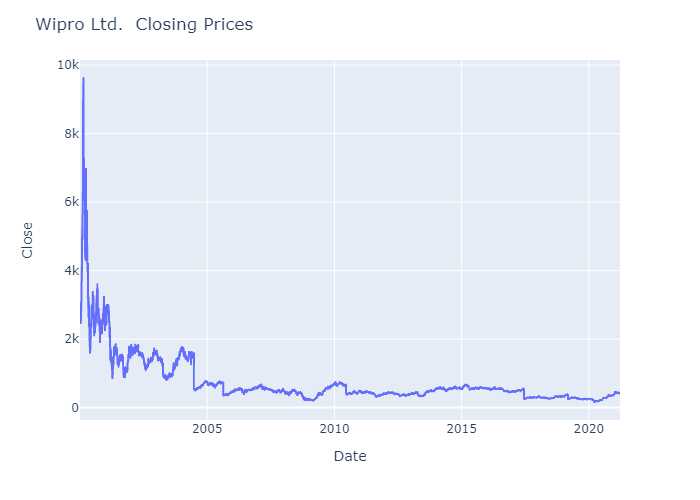 Wipro Ltd.  Closing Prices
10k
8k
6k
4k
2k
0
Close
2005
2010
2015
2020
Date